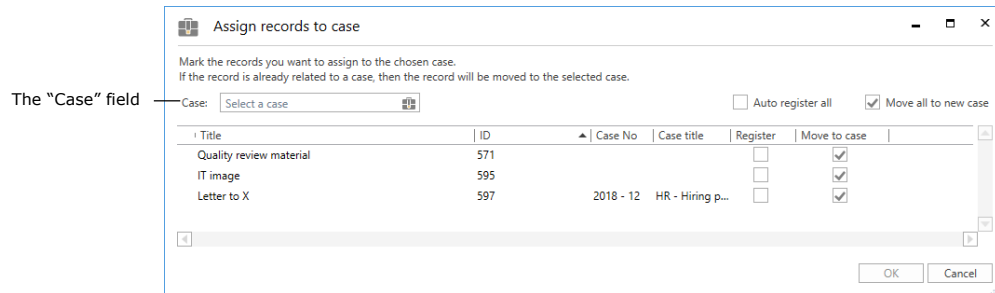 Assign records to case
Mark the records you want to assign to the chosen case.
If the record is already related to a case, then the record will be moved to the selected case.
The “Case” field
Case: Select a case Auto register all Move all to new case
Title ID Case No Case title Register Move to case
Quality review material 571
IT image 595
Letter to X 597 2018 - 12 HR - Hiring p...
OK Cancel